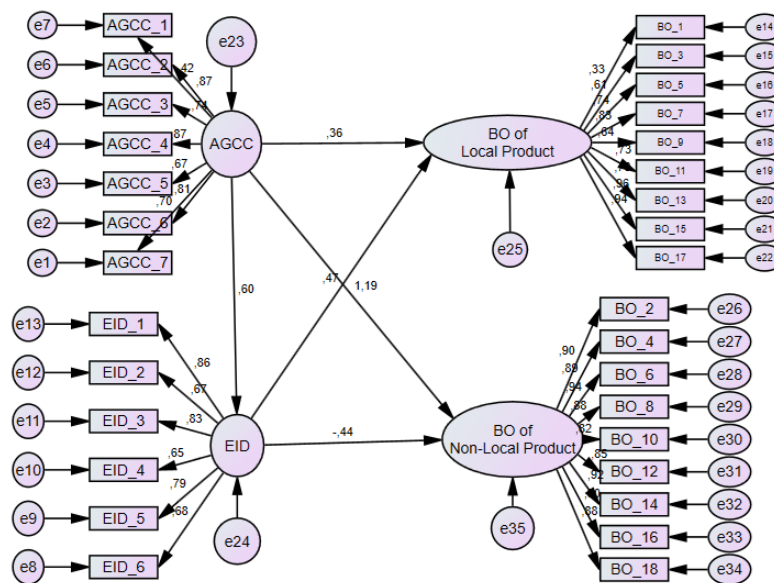 e7
AGCC_1
e6
AGCC_2
e5
AGCC_3
e4
AGCC_4
e3
AGCC_5
e2
AGCC_6
e1
AGCC_7
,42
,87
,74
,87
,67
,81
,70
e23
AGCC
,36
,60
,47
1,19
BO of
Local Product
e25
,33
,61
,74
,85
,84
,73
,96
,94
BO_1
e14
BO_3
e15
BO_5
e16
BO_7
e17
BO_9
e18
BO_11
e19
BO_13
e20
BO_15
e21
BO_17
e22
e13
EID_1
e12
EID_2
e11
EID_3
e10
EID_4
e9
EID_5
e8
EID_6
,86
,67
,83
,65
,79
,68
EID
e24
-,44
BO of
Non-Local Product
e35
,90
,89
,94
,88
,82
,85
,92
,88
BO_2
e26
BO_4
e27
BO_6
e28
BO_8
e29
BO_10
e30
BO_12
e31
BO_14
e32
BO_16
e33
BO_18
e34